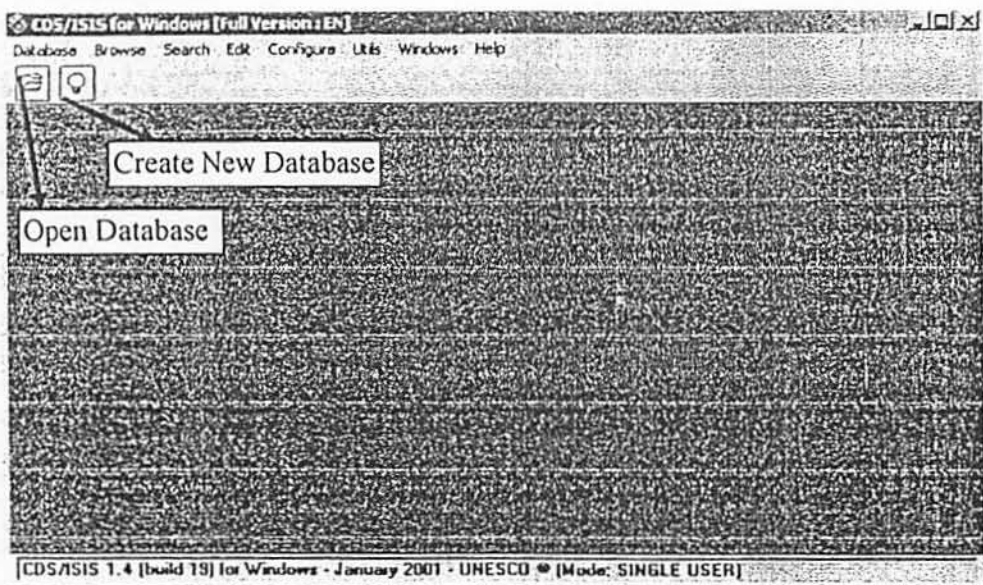 CDS/ISIS for Windows [Full Version : EN]
Database Browse Search Edit Configure Utils Windows Help
Create New Database
Open Database
CDS/ISIS 1.4 (build 19) for Windows - January 2001 - UNESCO (Mode: SINGLE USER)